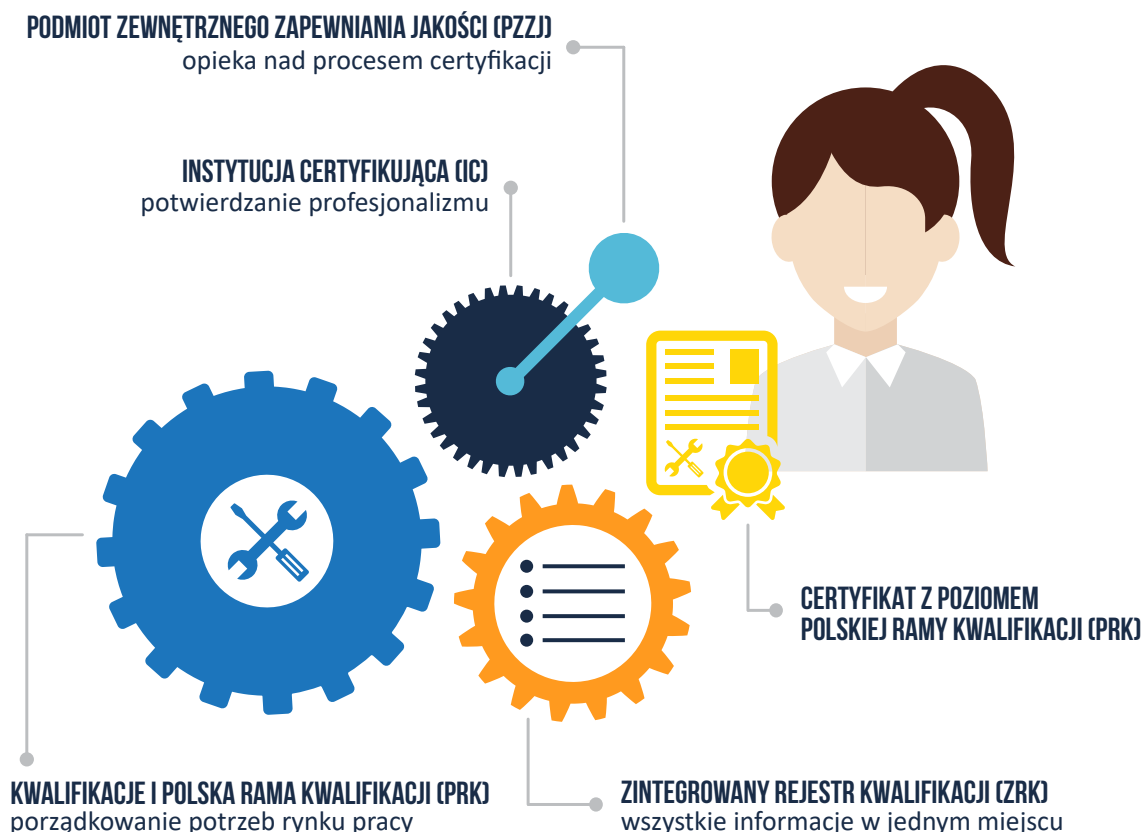 PODMIOT ZEWNĘTRZNEGO ZAPEWNIANIA JAKOŚCI (PZZJ)
opieka nad procesem certyfikacji
INSTYTUCJA CERTYFIKUJĄCA (IC)
potwierdzanie profesjonalizmu
CERTYFIKAT Z POZIOMEM
POLSKIEJ RAMY KWALIFIKACJI (PRK)
KWALIFIKACJE I POLSKA RAMA KWALIFIKACJI (PRK)
porządkowanie potrzeb rynku pracy
ZINTEGROWANY REJESTR KWALIFIKACJI (ZRK)
wszystkie informacje w jednym miejscu